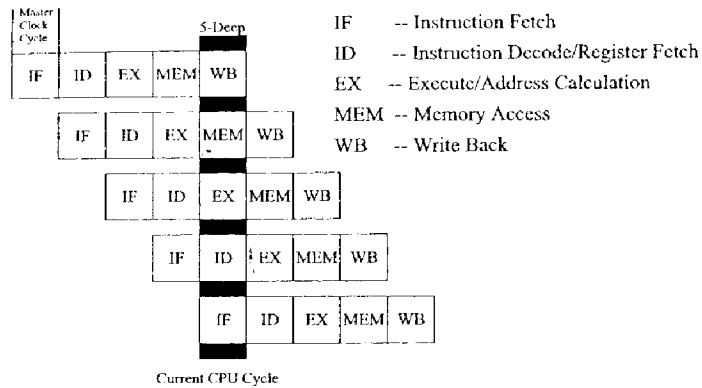 Master
Clock
Cycle
5-Deep
IF ID EX MEM WB
IF ID EX MEM WB
IF ID EX MEM WB
IF ID EX MEM WB
IF ID EX MEM WB
Current CPU Cycle
IF -- Instruction Fetch
ID -- Instruction Decode/Register Fetch
EX -- Execute/Address Calculation
MEM -- Memory Access
WB -- Write Back